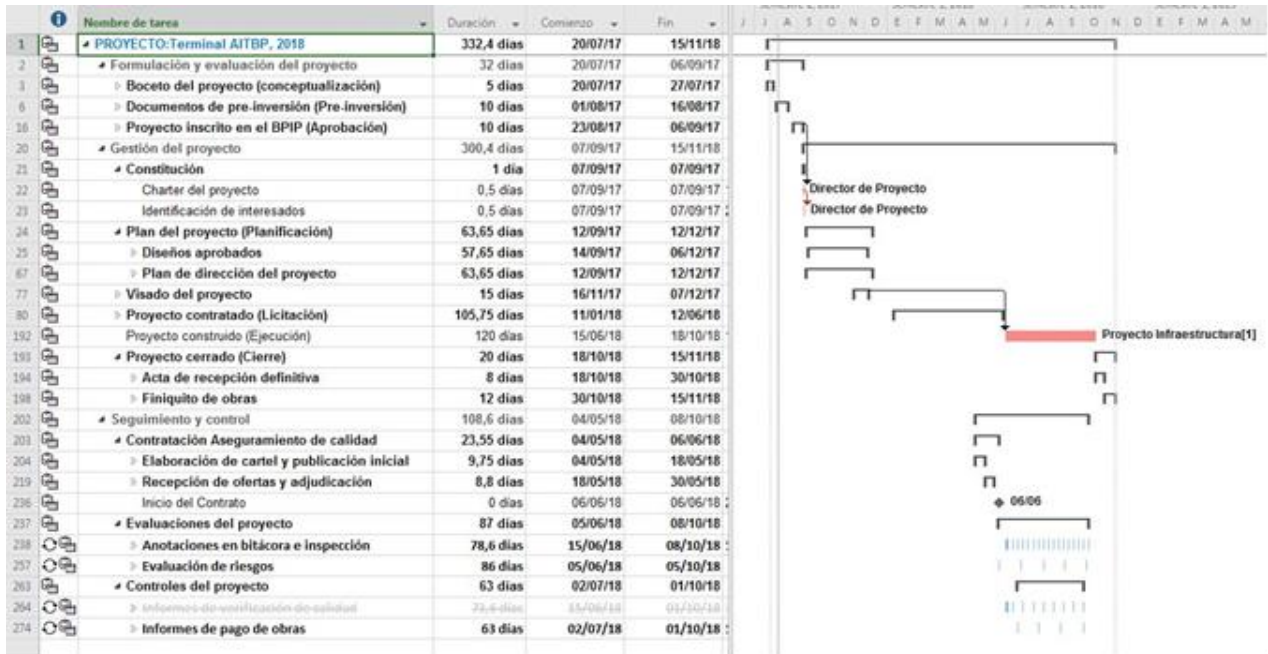 Nombre de tarea Duración Comienzo Fin J J A S O N D E F M A M J J A S O N D E F M A M
1 PROYECTO:Terminal AITBP, 2018 332,4 días 20/07/17 15/11/18
2 Formulación y evaluación del proyecto 32 días 20/07/17 06/09/17
3 Boceto del proyecto (conceptualización) 5 días 20/07/17 27/07/17
6 Documentos de pre-inversión (Pre-inversión) 10 días 01/08/17 16/08/17
16 Proyecto inscrito en el BPIP (Aprobación) 10 días 23/08/17 06/09/17
20 Gestión del proyecto 300,4 días 07/09/17 15/11/18
21 Constitución 1 día 07/09/17 07/09/17
22 Charter del proyecto 0,5 días 07/09/17 07/09/17 Director de Proyecto
23 Identificación de interesados 0,5 días 07/09/17 07/09/17 Director de Proyecto
24 Plan del proyecto (Planificación) 63,65 días 12/09/17 12/12/17
25 Diseños aprobados 57,65 días 14/09/17 06/12/17
67 Plan de dirección del proyecto 63,65 días 12/09/17 12/12/17
77 Visado del proyecto 15 días 16/11/17 07/12/17
80 Proyecto contratado (Licitación) 105,75 días 11/01/18 12/06/18
192 Proyecto construido (Ejecución) 120 días 15/06/18 18/10/18 Proyecto Infraestructura[1]
193 Proyecto cerrado (Cierre) 20 días 18/10/18 15/11/18
194 Acta de recepción definitiva 8 días 18/10/18 30/10/18
198 Finiquito de obras 12 días 30/10/18 15/11/18
202 Seguimiento y control 108,6 días 04/05/18 08/10/18
203 Contratación Aseguramiento de calidad 23,55 días 04/05/18 06/06/18
204 Elaboración de cartel y publicación inicial 9,75 días 04/05/18 18/05/18
219 Recepción de ofertas y adjudicación 8,8 días 18/05/18 30/05/18
236 Inicio del Contrato 0 días 06/06/18 06/06/18 06/06
237 Evaluaciones del proyecto 87 días 05/06/18 08/10/18
238 Anotaciones en bitácora e inspección 78,6 días 15/06/18 08/10/18
257 Evaluación de riesgos 86 días 05/06/18 05/10/18
263 Controles del proyecto 63 días 02/07/18 01/10/18
264 Informes de verificación de calidad 15/06/18 01/10/18
274 Informes de pago de obras 63 días 02/07/18 01/10/18